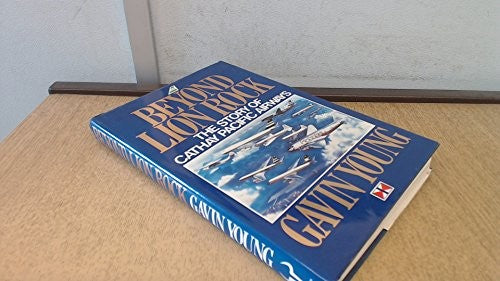 BEYOND
LION ROCK
THE STORY OF
CATHAY PACIFIC AIRWAYS
GAVIN YOUNG
BEYOND LION ROCK GAVIN YOUNG